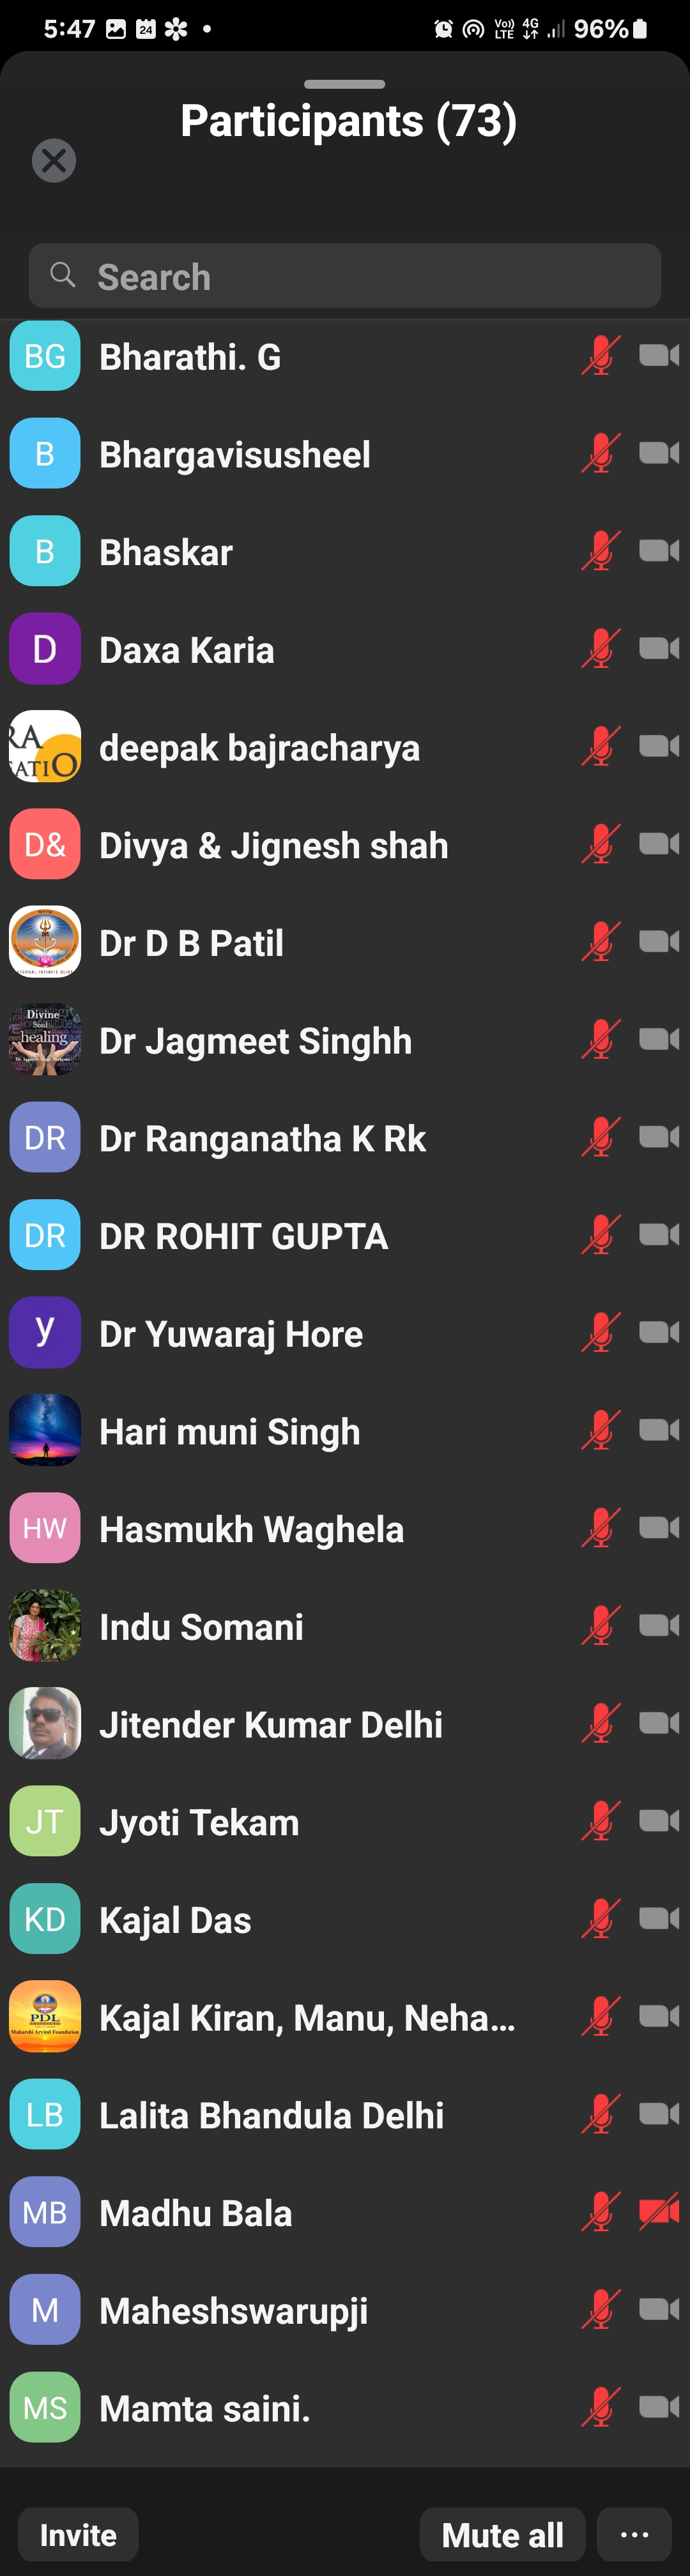 5:47 24 Vo)) LTE 4G 96%
Participants (73)
Search
BG Bharathi. G
B Bhargavisusheel
B Bhaskar
D Daxa Karia
RA
ATIO deepak bajracharya
D& Divya & Jignesh shah
Dr D B Patil
Divine
Soul
healing Dr Jagmeet Singhh
DR Dr Ranganatha K Rk
DR DR ROHIT GUPTA
y Dr Yuwaraj Hore
Hari muni Singh
HW Hasmukh Waghela
Indu Somani
Jitender Kumar Delhi
JT Jyoti Tekam
KD Kajal Das
PDL
Maharshi Arvind Foundation Kajal Kiran, Manu, Neha...
LB Lalita Bhandula Delhi
MB Madhu Bala
M Maheshswarupji
MS Mamta saini.
Invite Mute all ...